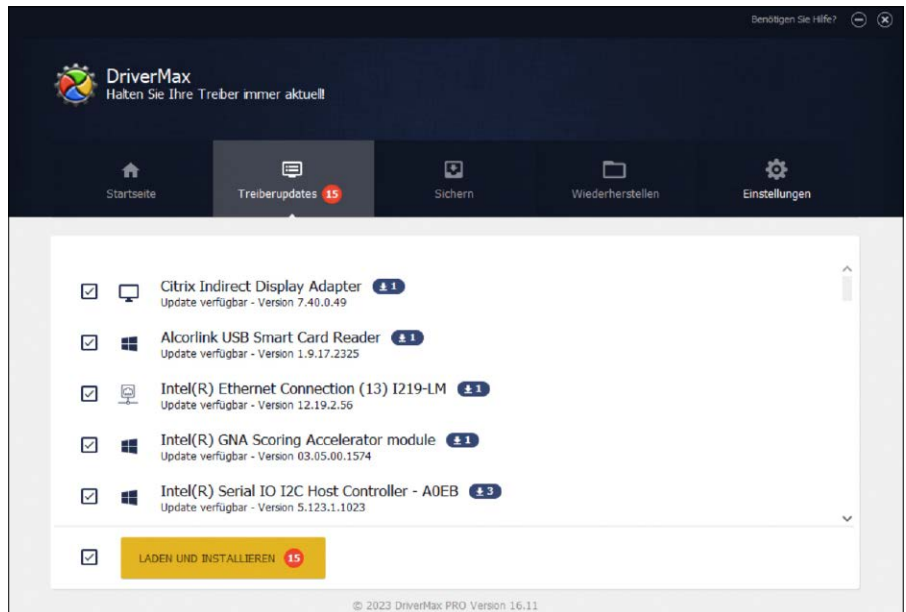 Benötigen Sie Hilfe?
DriverMax
Halten Sie Ihre Treiber immer aktuell!
Startseite
Treiberupdates 15
Sichern
Wiederherstellen
Einstellungen
Citrix Indirect Display Adapter 1
Update verfügbar - Version 7.40.0.49
Alcorlink USB Smart Card Reader 1
Update verfügbar - Version 1.9.17.2325
Intel(R) Ethernet Connection (13) I219-LM 1
Update verfügbar - Version 12.19.2.56
Intel(R) GNA Scoring Accelerator module 1
Update verfügbar - Version 03.05.00.1574
Intel(R) Serial IO I2C Host Controller - A0EB 3
Update verfügbar - Version 5.123.1.1023
LADEN UND INSTALLIEREN 15
© 2023 DriverMax PRO Version 16.11